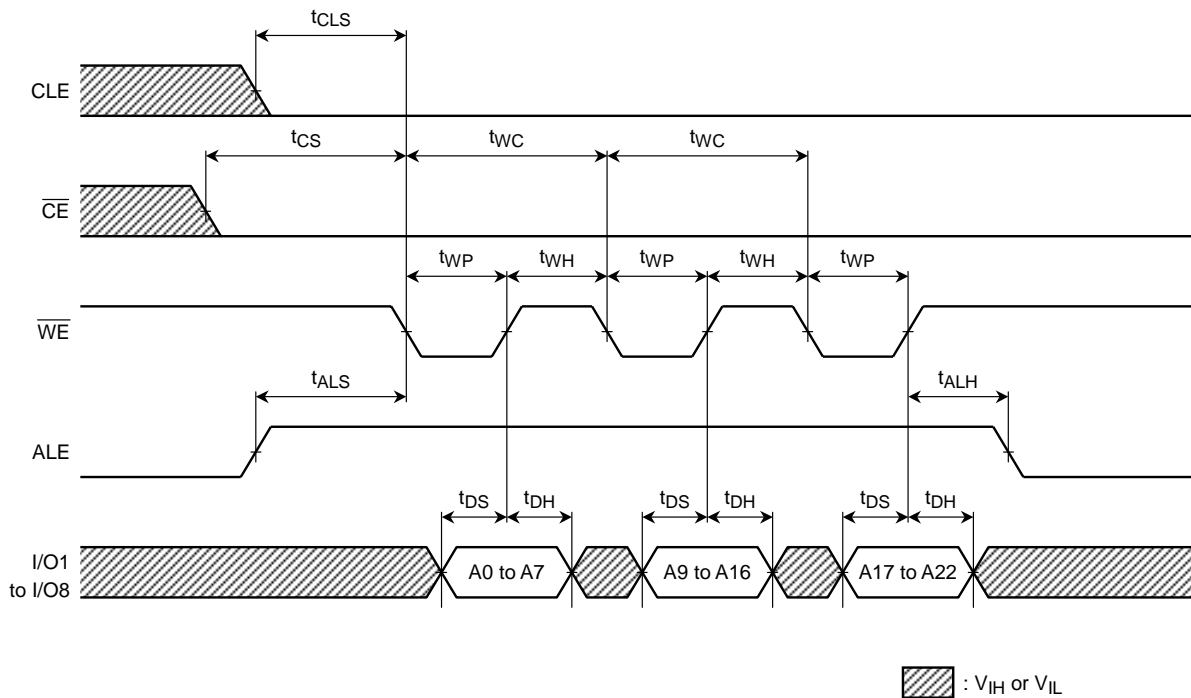 tCLS
CLE
tCS
tWC
tWC
CE
tWP
tWH
tWP
tWH
tWP
WE
tALS
tALH
ALE
tDS
tDH
tDS
tDH
tDS
tDH
I/O1
to I/O8
A0 to A7
A9 to A16
A17 to A22
: VIH or VIL